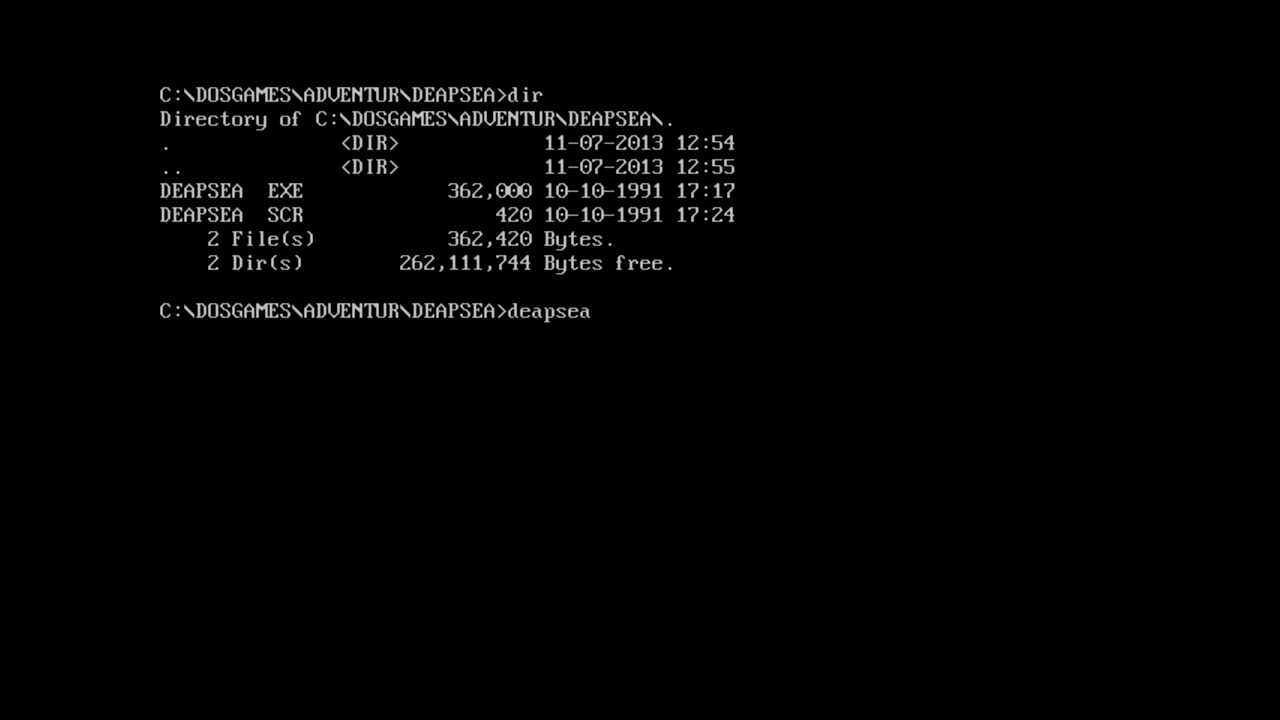 C:\DOSGAMES\ADVENTUR\DEAPSEA>dir
Directory of C:\DOSGAMES\ADVENTUR\DEAPSEA\.
. <DIR> 11-07-2013 12:54
.. <DIR> 11-07-2013 12:55
DEAPSEA EXE 362,000 10-10-1991 17:17
DEAPSEA SCR 420 10-10-1991 17:24
2 File(s) 362,420 Bytes.
2 Dir(s) 262,111,744 Bytes free.
C:\DOSGAMES\ADVENTUR\DEAPSEA>deapsea